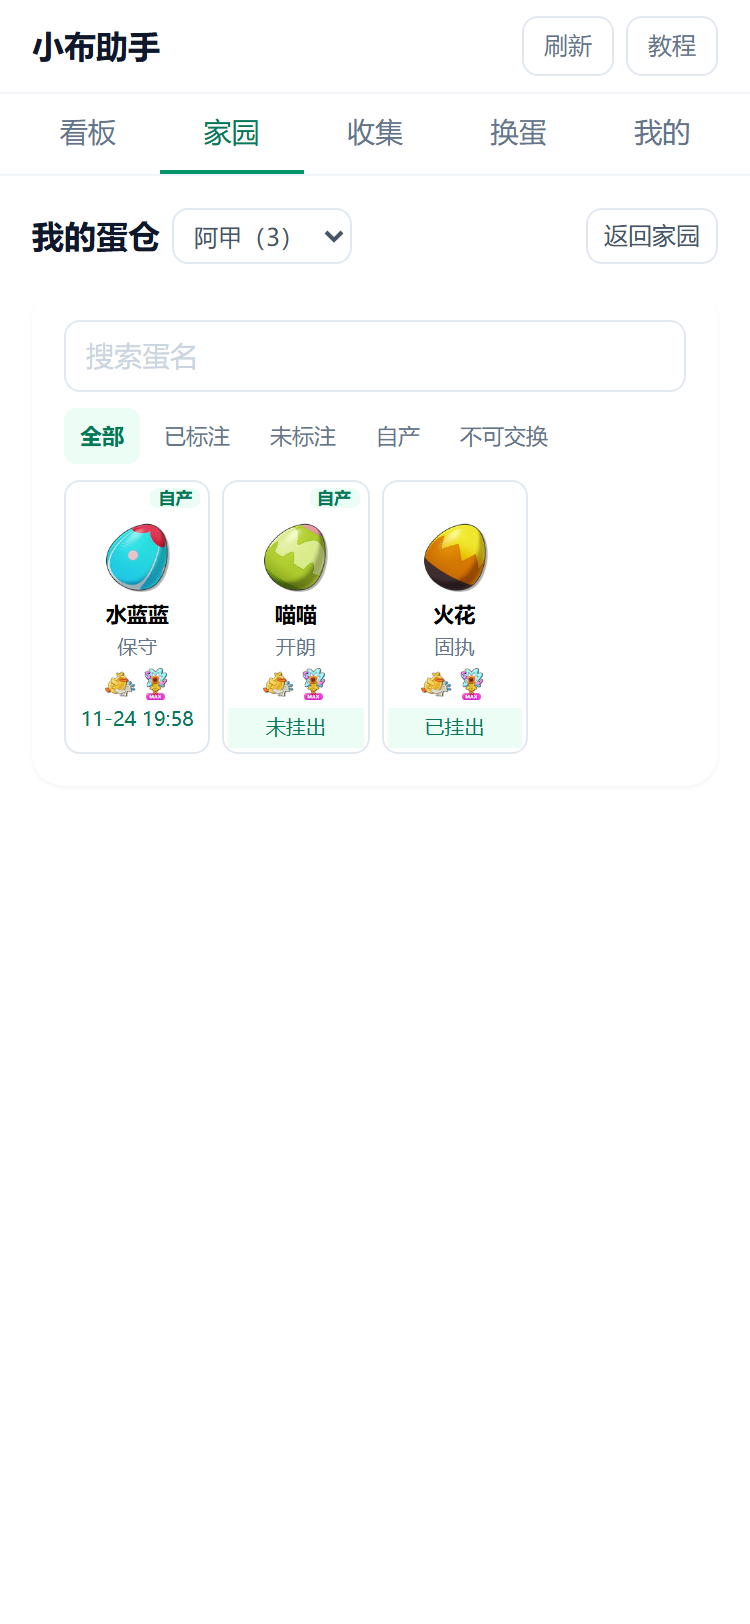 小布助手 刷新 教程
看板 家园 收集 换蛋 我的
我的蛋仓 阿甲（3） 返回家园
搜索蛋名
全部 已标注 未标注 自产 不可交换
自产 自产
水蓝蓝 喵喵 火花
保守 开朗 固执
MAX MAX MAX
11-24 19:58 未挂出 已挂出